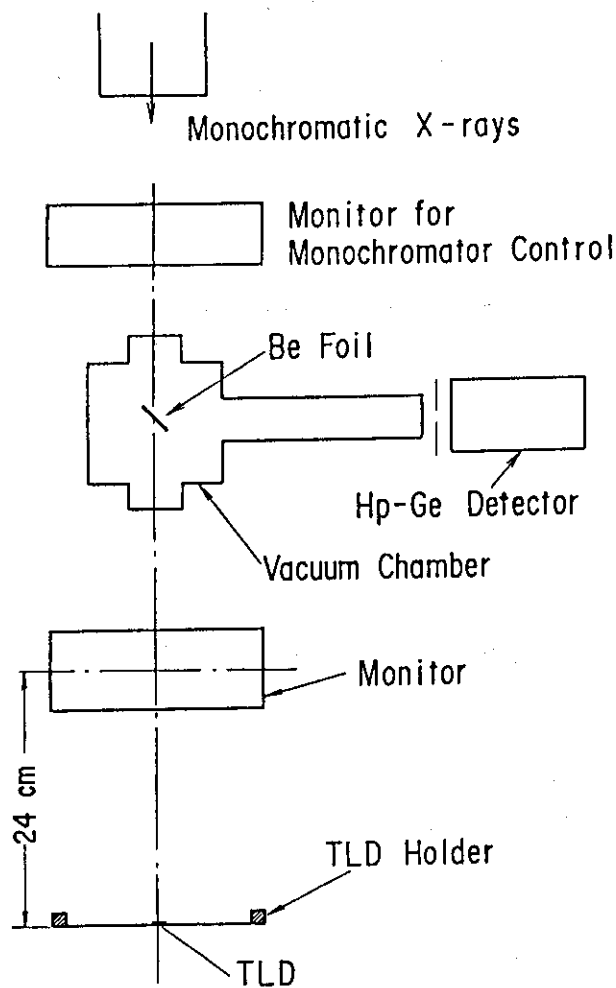 Monochromatic X-rays
Monitor for
Monochromator Control
Be Foil
Hp-Ge Detector
Vacuum Chamber
Monitor
24 cm
TLD Holder
TLD